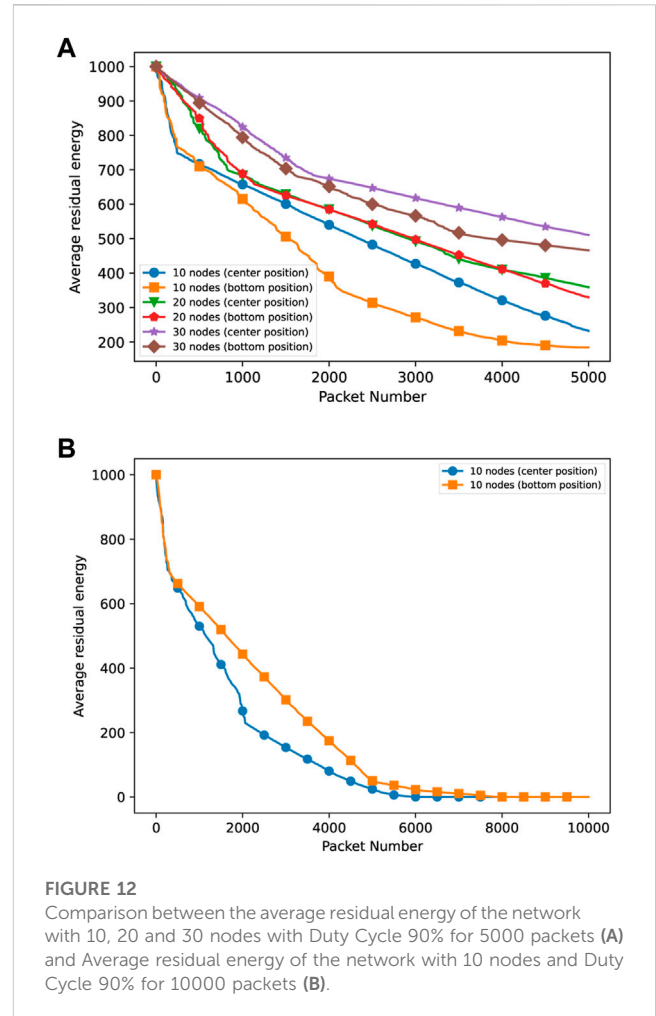 A
1000
900
800
700
600
500
400
300
200
Average residual energy
10 nodes (center position)
10 nodes (bottom position)
20 nodes (center position)
20 nodes (bottom position)
30 nodes (center position)
30 nodes (bottom position)
0 1000 2000 3000 4000 5000
Packet Number
B
1000
800
600
400
200
0
Average residual energy
10 nodes (center position)
10 nodes (bottom position)
0 2000 4000 6000 8000 10000
Packet Number
FIGURE 12
Comparison between the average residual energy of the network
with 10, 20 and 30 nodes with Duty Cycle 90% for 5000 packets (A)
and Average residual energy of the network with 10 nodes and Duty
Cycle 90% for 10000 packets (B).